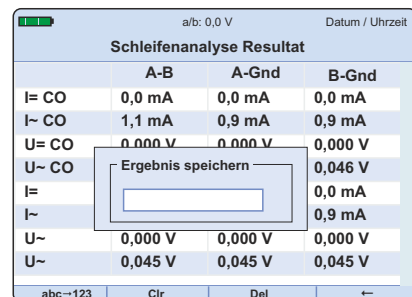 a/b: 0,0 V Datum / Uhrzeit
Schleifenanalyse Resultat
A-B A-Gnd B-Gnd
I= CO 0,0 mA 0,0 mA 0,0 mA
I~ CO 1,1 mA 0,9 mA 0,9 mA
U= CO 0,000 V 0,000 V 0,000 V
U~ CO 0,046 V
Ergebnis speichern
I= 0,0 mA
I~ 0,9 mA
U~ 0,000 V 0,000 V 0,000 V
U~ 0,045 V 0,045 V 0,045 V
abc→123 Clr Del ←